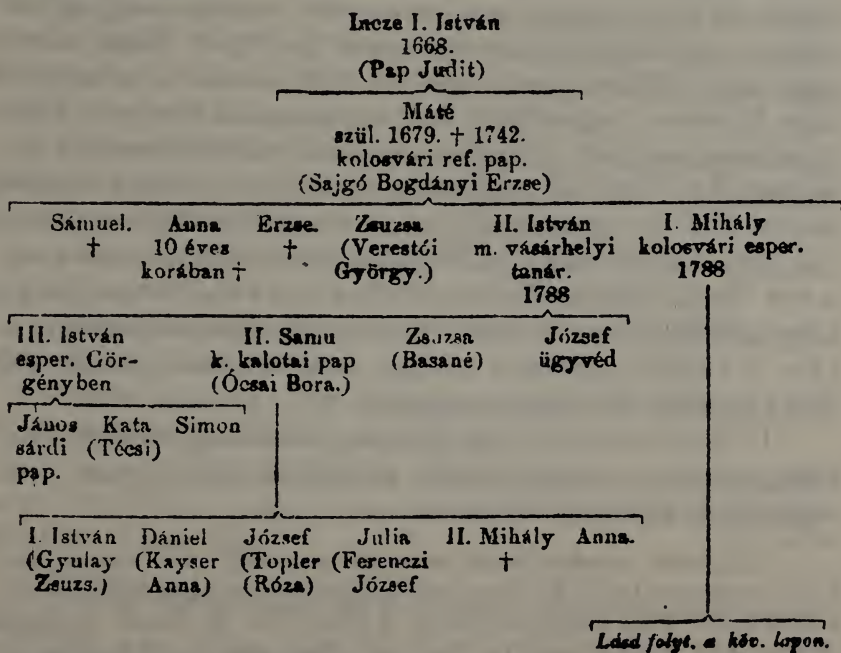 Incze I. István
1668.
(Pap Judit)
Máté
szül. 1679. † 1742.
kolosvári ref. pap.
(Sajgó Bogdányi Erzse)
Sámuel. Anna Erzse. Zsuzsa II. István I. Mihály
† 10 éves † (Verestói m. vásárhelyi kolosvári esper.
korában † György.) tanár. 1788
1788
III. István II. Samu Zsuzsa József
esper. Gör- k. kalotai pap (Basané) ügyvéd
gényben (Ócsai Bora.)
János Kata Simon
sárdi (Técsi)
pap.
I. István Dániel József Julia II. Mihály Anna.
(Gyulay (Kayser (Topler (Ferenczi †
Zsuzs.) Anna) (Róza) József
Lásd folyt. a köv. lapon.